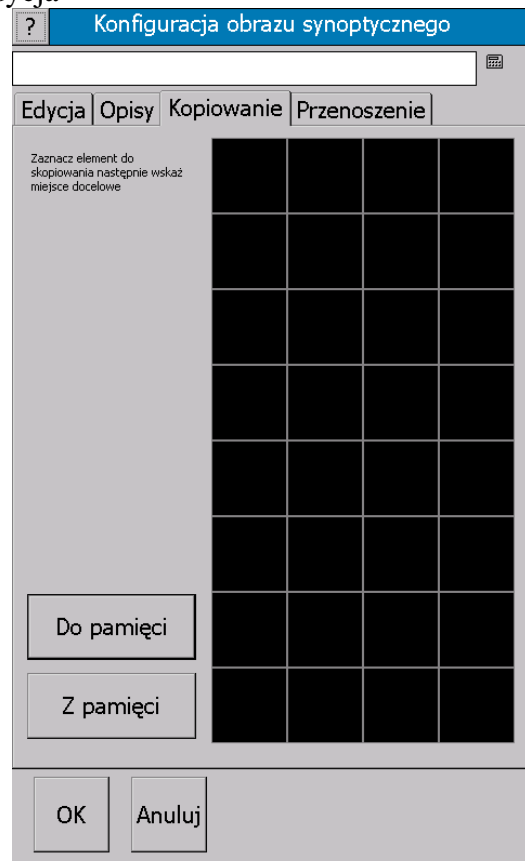 ycja
? Konfiguracja obrazu synoptycznego
Edycja Opisy Kopiowanie Przenoszenie
Zaznacz element do
skopiowania następnie wskaż
miejsce docelowe
Do pamięci
Z pamięci
OK Anuluj